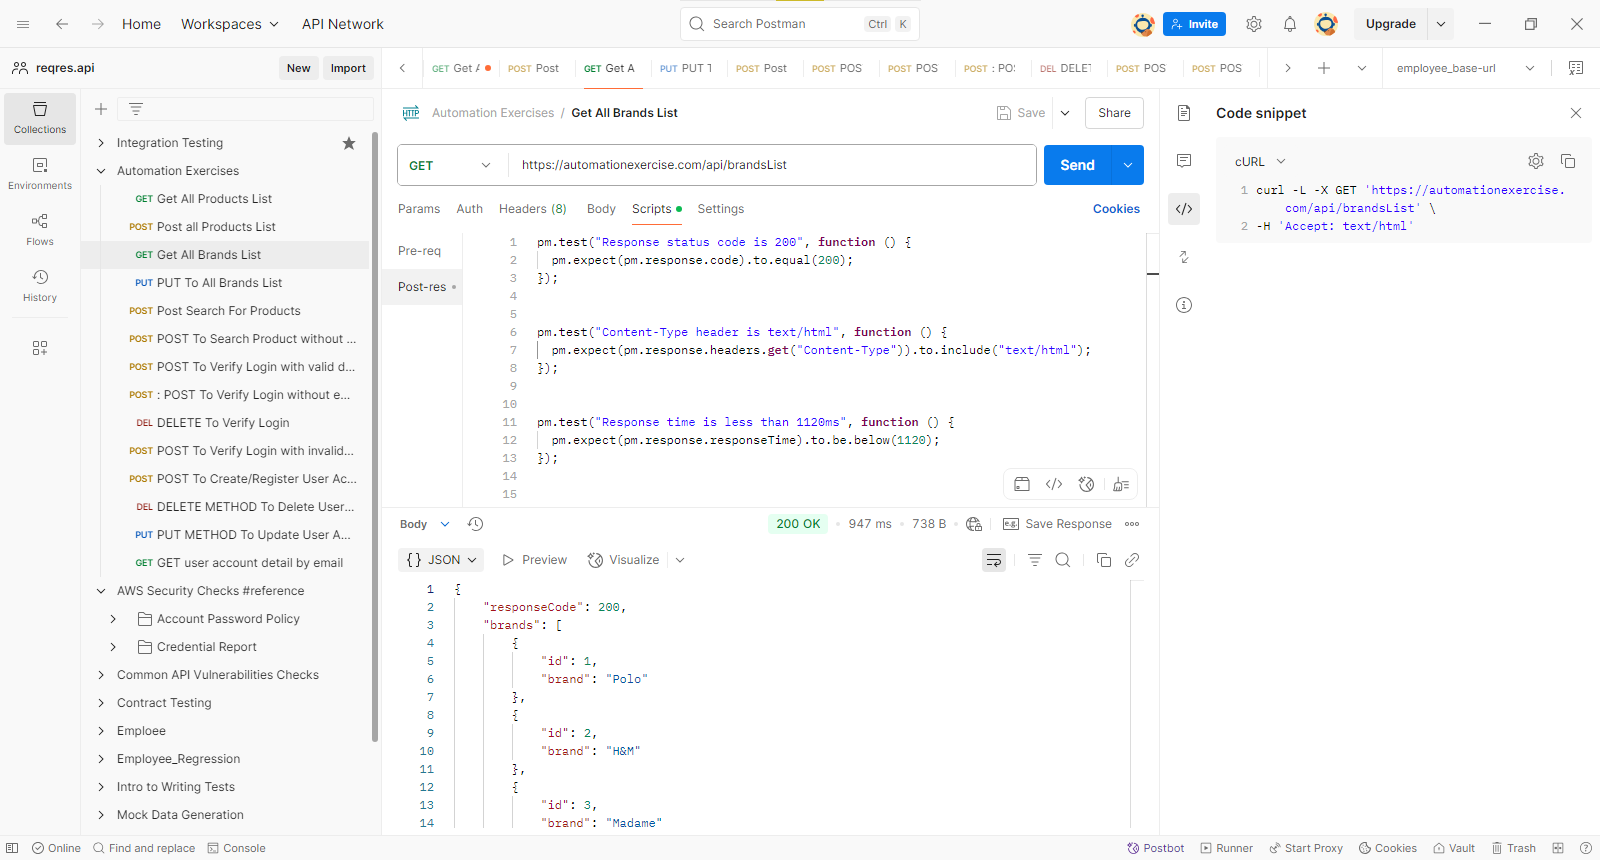 Home
Workspaces
API Network
Search Postman
Ctrl K
Invite
Upgrade
reqres.api
New
Import
GET Get A
POST Post
GET Get A
PUT PUT T
POST Post
POST POS
POST POS
POST : POS
DEL DELET
POST POS
POST POS
employee_base-url
Collections
Environments
Flows
History
Integration Testing
Automation Exercises
GET Get All Products List
POST Post all Products List
GET Get All Brands List
PUT PUT To All Brands List
POST Post Search For Products
POST POST To Search Product without ...
POST POST To Verify Login with valid d...
POST : POST To Verify Login without e...
DEL DELETE To Verify Login
POST POST To Verify Login with invalid...
POST POST To Create/Register User Ac...
DEL DELETE METHOD To Delete User...
PUT PUT METHOD To Update User A...
GET GET user account detail by email
AWS Security Checks #reference
Account Password Policy
Credential Report
Common API Vulnerabilities Checks
Contract Testing
Emploee
Employee_Regression
Intro to Writing Tests
Mock Data Generation
HTTP Automation Exercises / Get All Brands List
Save
Share
GET
https://automationexercise.com/api/brandsList
Send
Params
Auth
Headers (8)
Body
Scripts
Settings
Cookies
Pre-req
Post-res
1 pm.test("Response status code is 200", function () {
2 pm.expect(pm.response.code).to.equal(200);
3 });
4
5
6 pm.test("Content-Type header is text/html", function () {
7 pm.expect(pm.response.headers.get("Content-Type")).to.include("text/html");
8 });
9
10
11 pm.test("Response time is less than 1120ms", function () {
12 pm.expect(pm.response.responseTime).to.be.below(1120);
13 });
14
15
Body
200 OK
947 ms
738 B
e.g. Save Response
{} JSON
Preview
Visualize
1 {
2 "responseCode": 200,
3 "brands": [
4 {
5 "id": 1,
6 "brand": "Polo"
7 },
8 {
9 "id": 2,
10 "brand": "H&M"
11 },
12 {
13 "id": 3,
14 "brand": "Madame"
Code snippet
cURL
1 curl -L -X GET 'https://automationexercise.
com/api/brandsList' \
2 -H 'Accept: text/html'
Online
Find and replace
Console
Postbot
Runner
Start Proxy
Cookies
Vault
Trash